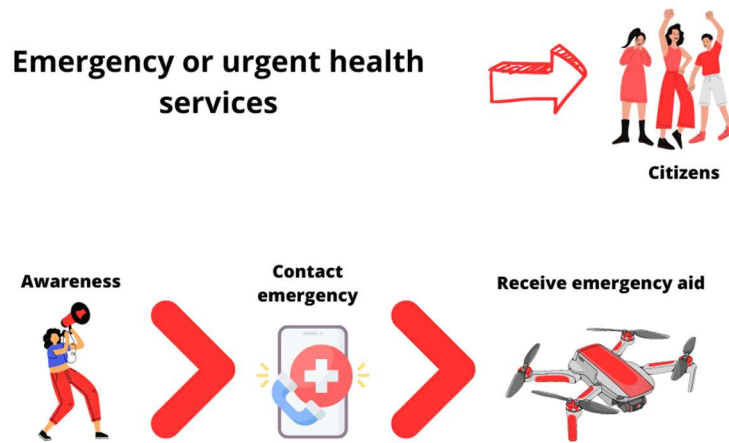 Emergency or urgent health
services
Citizens
Awareness
Contact
emergency
Receive emergency aid